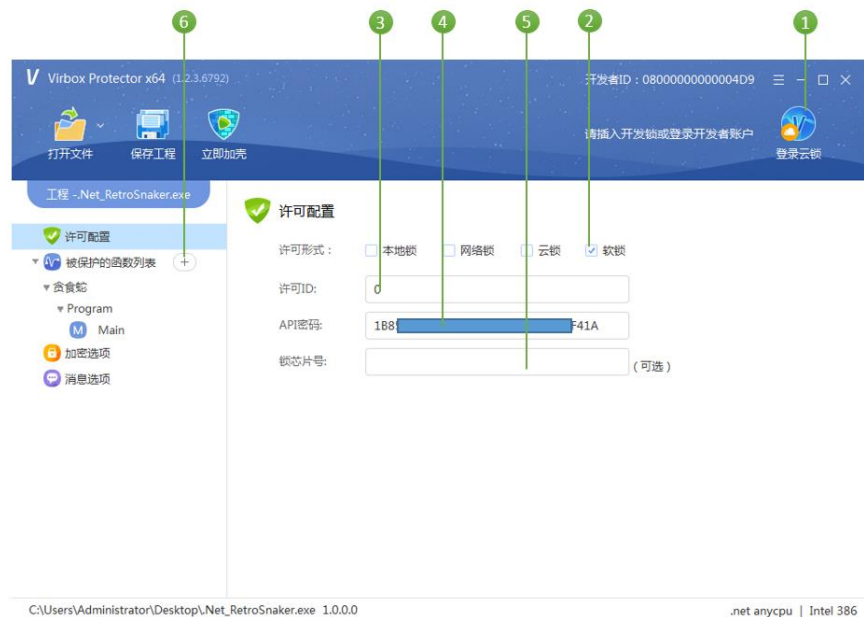 6 3 4 5 2 1
Virbox Protector x64 (1.2.3.6792) 开发者ID：08000000000004D9
打开文件 保存工程 立即加壳 请插入开发锁或登录开发者账户 登录云锁
工程 -.Net_RetroSnaker.exe
许可配置
许可配置
许可形式： 本地锁 网络锁 云锁 软锁
被保护的函数列表
许可ID: 0
贪食蛇
Program
M Main
API密码: 1B8 F41A
加密选项
锁芯片号: (可选)
消息选项
C:\Users\Administrator\Desktop\.Net_RetroSnaker.exe 1.0.0.0 .net anycpu | Intel 386